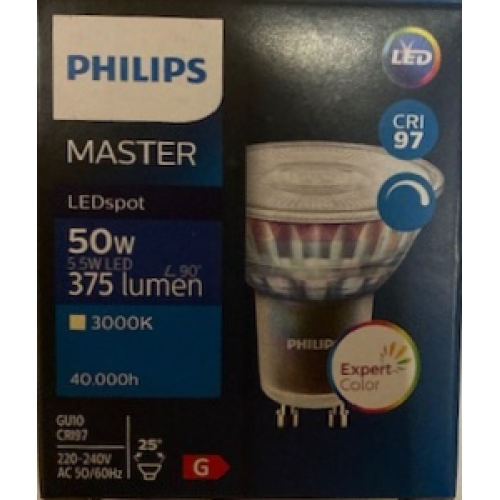 PHILIPS
LED
CRI
97
MASTER
LEDspot
50W
5.5W LED
375 lumen
90°
3000K
PHILIPS
Expert
Color
40.000h
GU10
CRI97
220-240V
AC 50/60Hz
25°
G